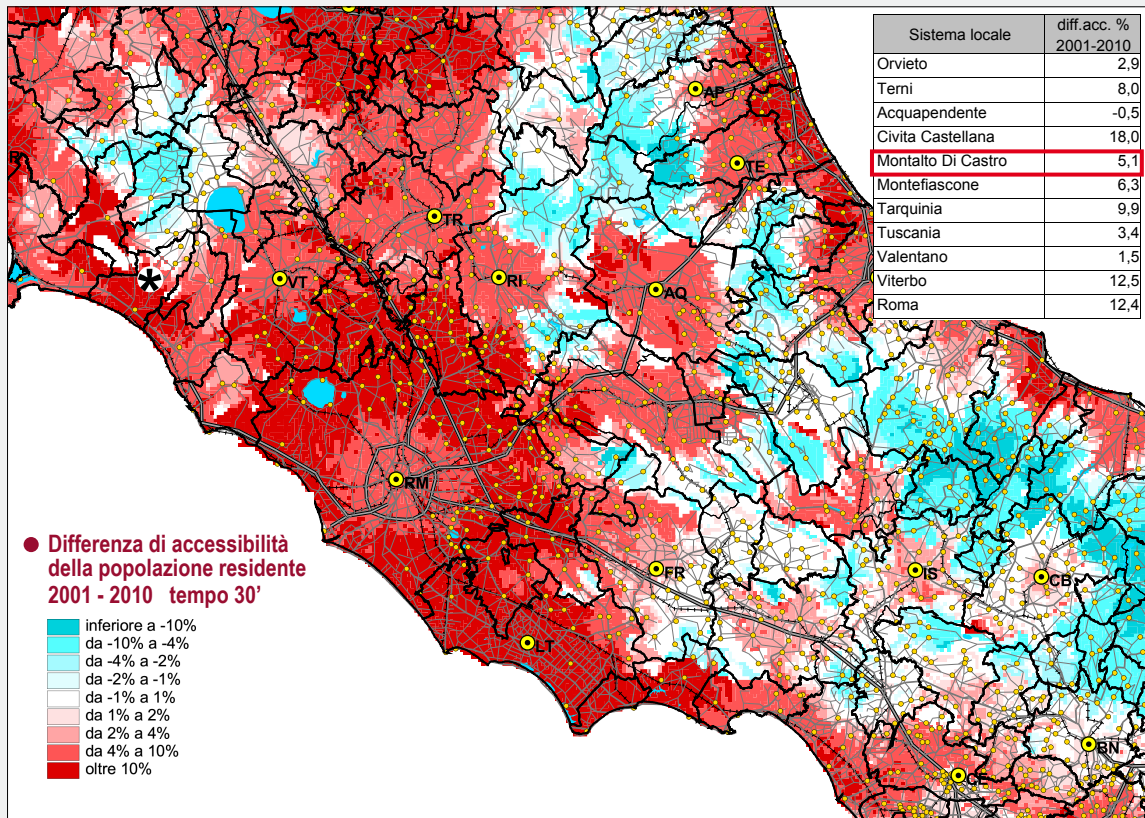 Sistema locale diff.acc. % 2001-2010
Orvieto 2,9
Terni 8,0
Acquapendente -0,5
Civita Castellana 18,0
Montalto Di Castro 5,1
Montefiascone 6,3
Tarquinia 9,9
Tuscania 3,4
Valentano 1,5
Viterbo 12,5
Roma 12,4
AP
TE
TR
VT
RI
AQ
RM
FR
IS
CB
LT
BN
CE
Differenza di accessibilità
della popolazione residente
2001 - 2010 tempo 30’
inferiore a -10%
da -10% a -4%
da -4% a -2%
da -2% a -1%
da -1% a 1%
da 1% a 2%
da 2% a 4%
da 4% a 10%
oltre 10%